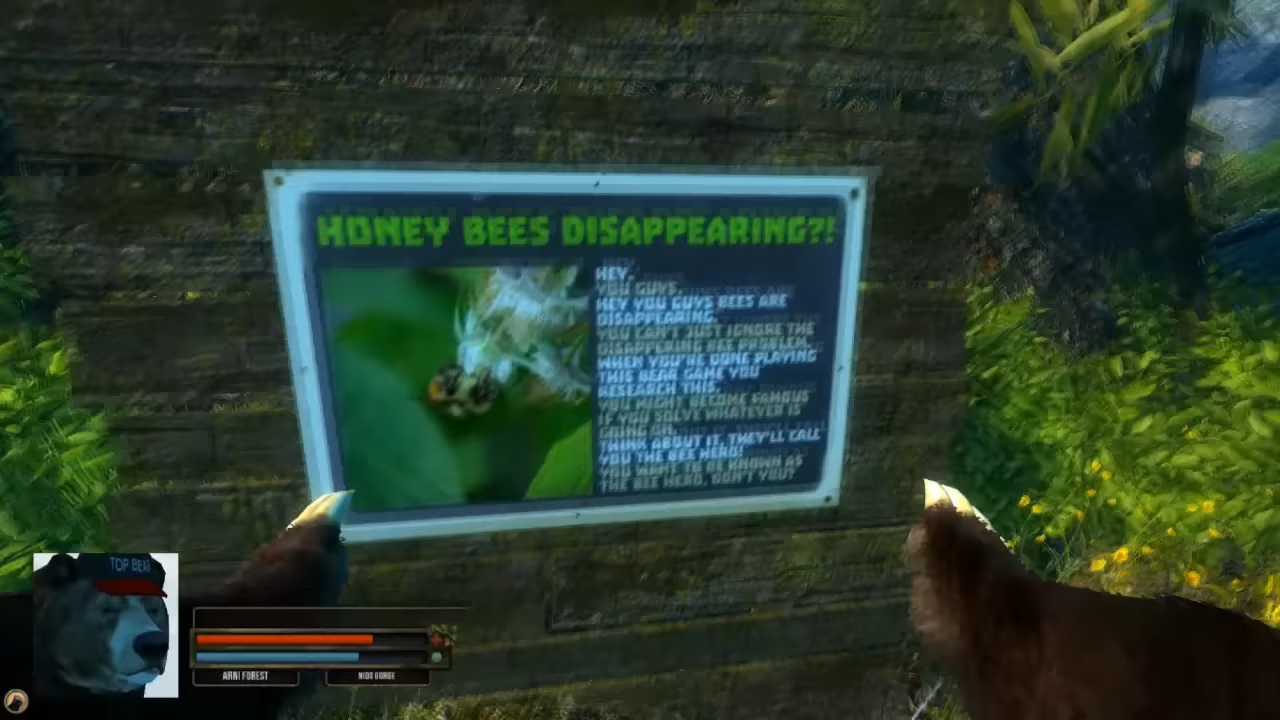 HONEY BEES DISAPPEARING?!
HEY,
YOU GUYS.
HEY YOU GUYS BEES ARE
DISAPPEARING.
YOU CAN'T JUST IGNORE THE
DISAPPERING BEE PROBLEM.
WHEN YOU'RE DONE PLAYING
THIS BEAR GAME YOU
RESEARCH THIS.
YOU MIGHT BECOME FAMOUS
IF YOU SOLVE WHATEVER IS
GOING ON.
THINK ABOUT IT, THEY'LL CALL
YOU THE BEE HERO!
YOU WANT TO BE KNOWN AS
THE BEE HERO, DON'T YOU?
TOP BEAR
ARNI FOREST
NIDO GORGE